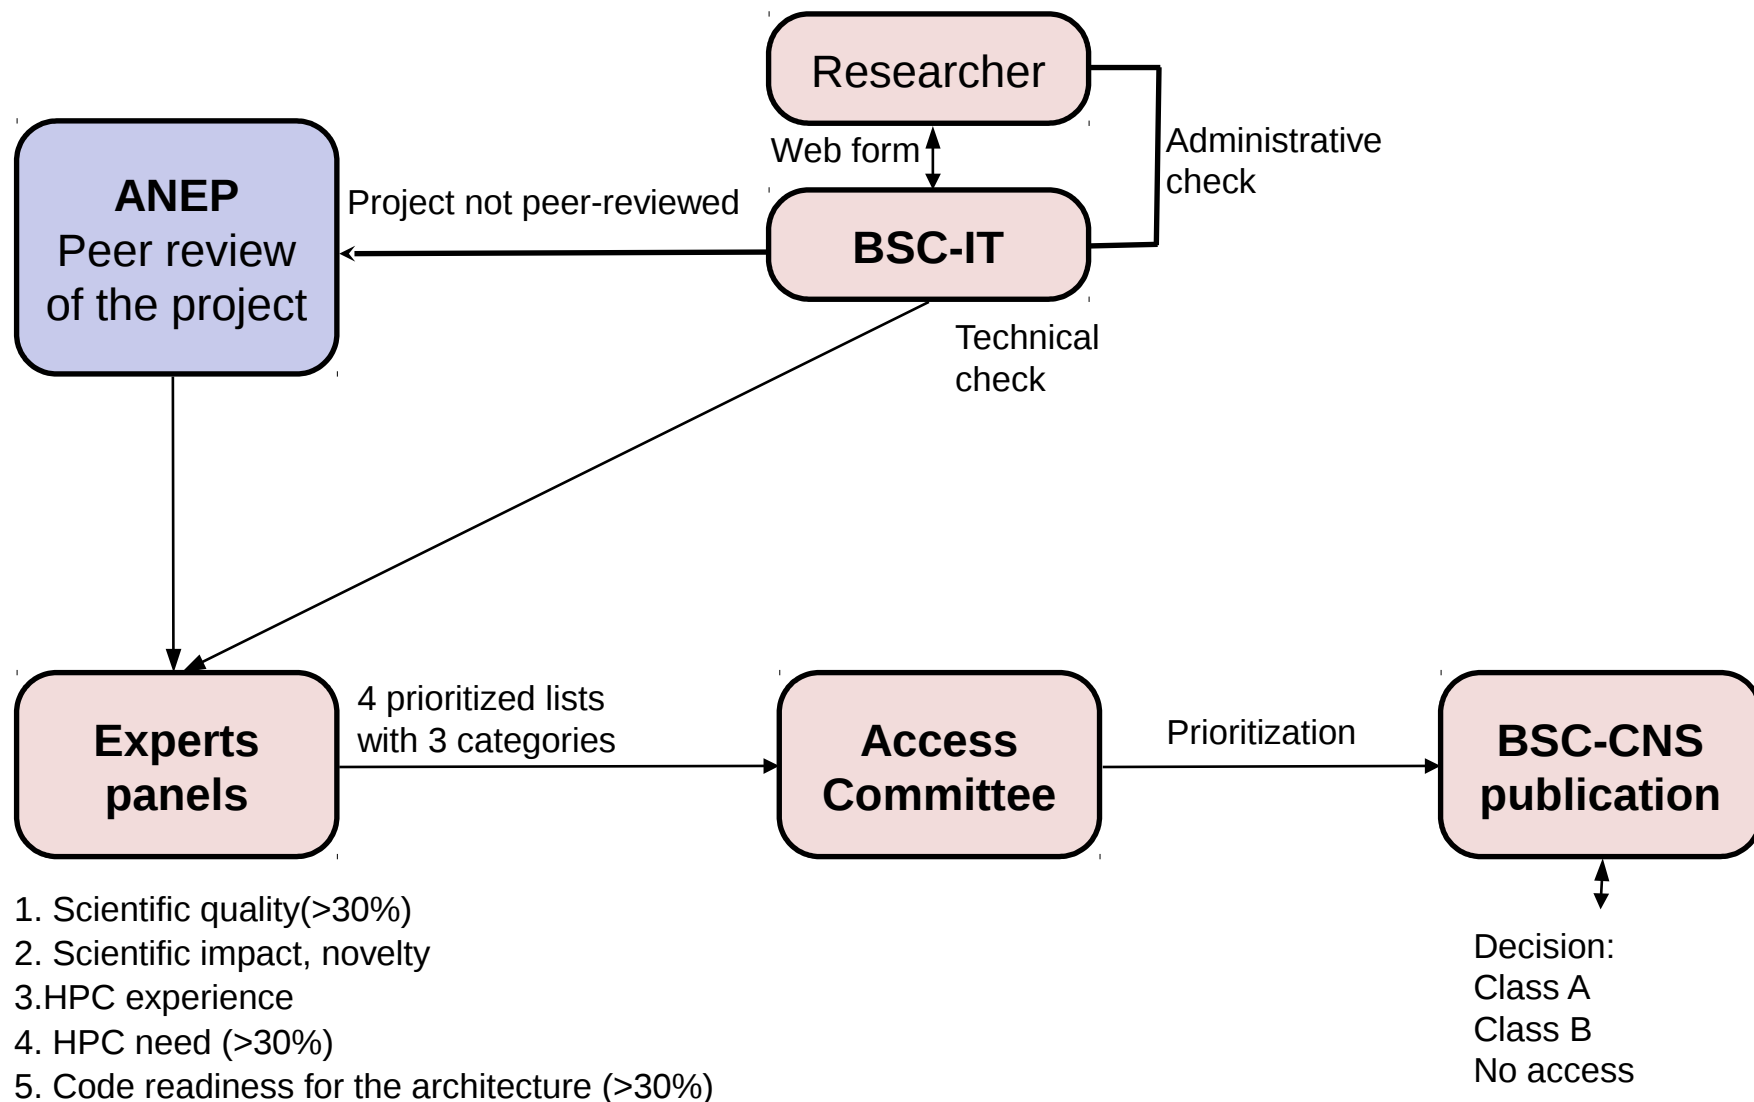 Researcher
Web form
Administrative
check
ANEP
Peer review
of the project
Project not peer-reviewed
BSC-IT
Technical
check
Experts
panels
4 prioritized lists
with 3 categories
Access
Committee
Prioritization
BSC-CNS
publication
1. Scientific quality(>30%)
2. Scientific impact, novelty
3.HPC experience
4. HPC need (>30%)
5. Code readiness for the architecture (>30%)
Decision:
Class A
Class B
No access